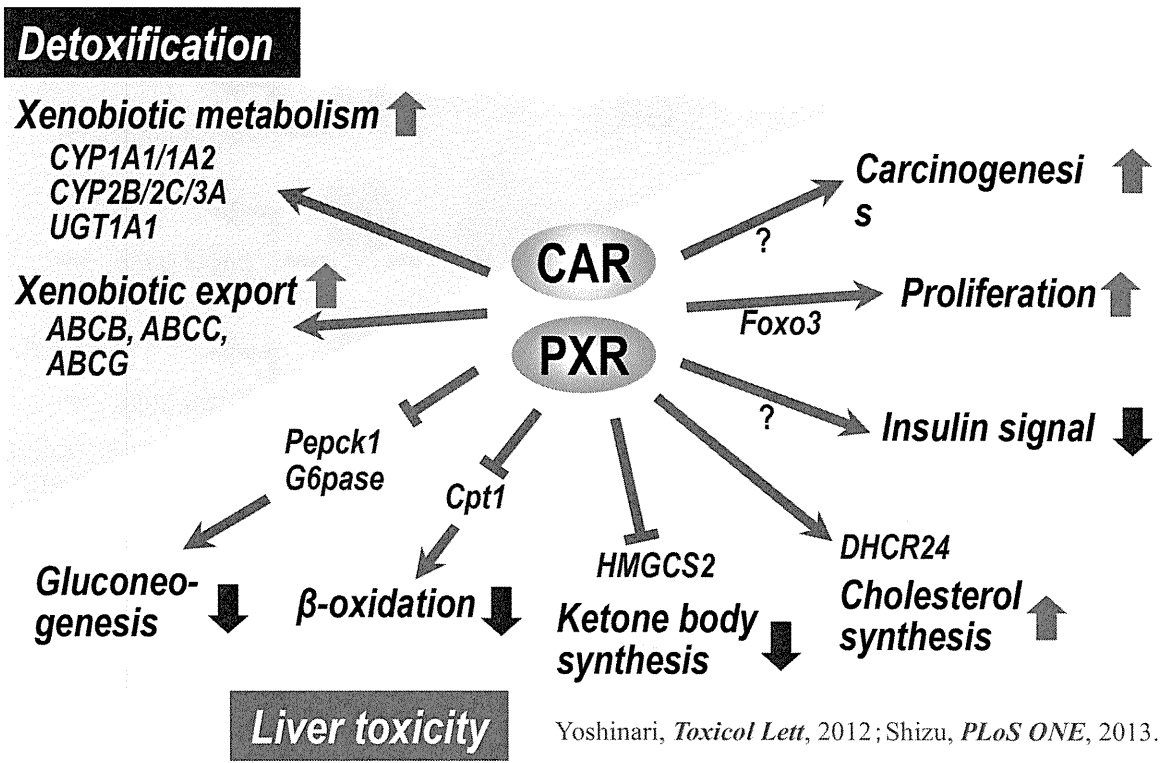 Detoxification
Xenobiotic metabolism
CYP1A1/1A2
CYP2B/2C/3A
UGT1A1
Xenobiotic export
ABCB, ABCC,
ABCG
CAR
PXR
Carcinogenesi
s
?
Proliferation
Foxo3
Insulin signal
?
Pepck1
G6pase
Cpt1
HMGCS2
DHCR24
Gluconeo-
genesis
β-oxidation
Ketone body
synthesis
Cholesterol
synthesis
Liver toxicity
Yoshinari, Toxicol Lett, 2012; Shizu, PLoS ONE, 2013.